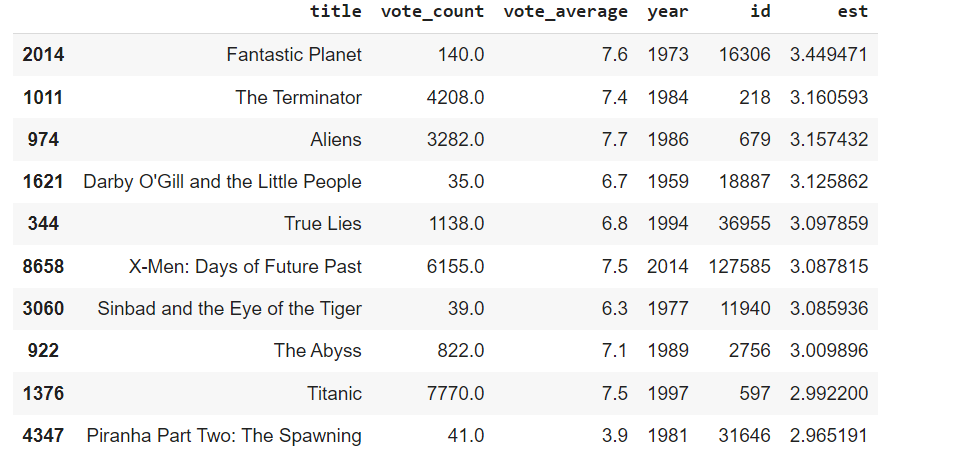 title vote_count vote_average year id est
2014 Fantastic Planet 140.0 7.6 1973 16306 3.449471
1011 The Terminator 4208.0 7.4 1984 218 3.160593
974 Aliens 3282.0 7.7 1986 679 3.157432
1621 Darby O'Gill and the Little People 35.0 6.7 1959 18887 3.125862
344 True Lies 1138.0 6.8 1994 36955 3.097859
8658 X-Men: Days of Future Past 6155.0 7.5 2014 127585 3.087815
3060 Sinbad and the Eye of the Tiger 39.0 6.3 1977 11940 3.085936
922 The Abyss 822.0 7.1 1989 2756 3.009896
1376 Titanic 7770.0 7.5 1997 597 2.992200
4347 Piranha Part Two: The Spawning 41.0 3.9 1981 31646 2.965191